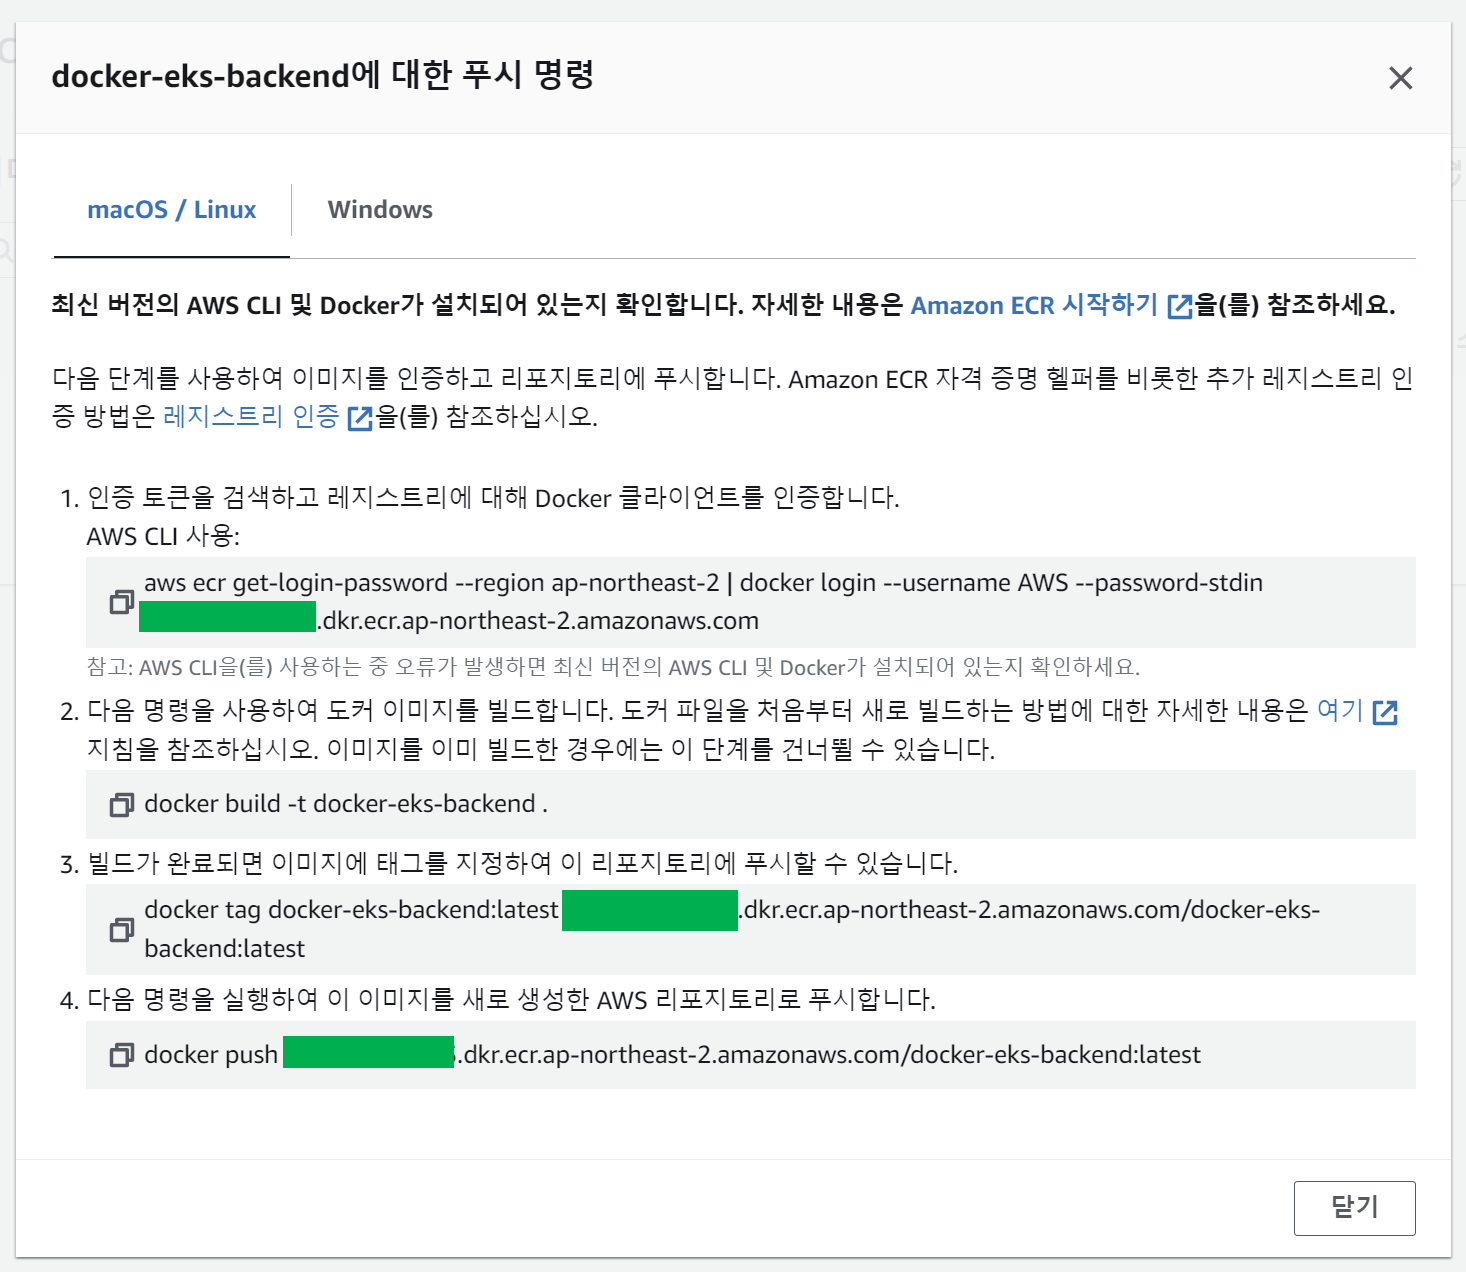 docker-eks-backend에 대한 푸시 명령
macOS / Linux
Windows
최신 버전의 AWS CLI 및 Docker가 설치되어 있는지 확인합니다. 자세한 내용은 Amazon ECR 시작하기 을(를) 참조하세요.
다음 단계를 사용하여 이미지를 인증하고 리포지토리에 푸시합니다. Amazon ECR 자격 증명 헬퍼를 비롯한 추가 레지스트리 인
증 방법은 레지스트리 인증 을(를) 참조하십시오.
1. 인증 토큰을 검색하고 레지스트리에 대해 Docker 클라이언트를 인증합니다.
AWS CLI 사용:
aws ecr get-login-password --region ap-northeast-2 | docker login --username AWS --password-stdin
.dkr.ecr.ap-northeast-2.amazonaws.com
참고: AWS CLI을(를) 사용하는 중 오류가 발생하면 최신 버전의 AWS CLI 및 Docker가 설치되어 있는지 확인하세요.
2. 다음 명령을 사용하여 도커 이미지를 빌드합니다. 도커 파일을 처음부터 새로 빌드하는 방법에 대한 자세한 내용은 여기
지침을 참조하십시오. 이미지를 이미 빌드한 경우에는 이 단계를 건너뛸 수 있습니다.
docker build -t docker-eks-backend .
3. 빌드가 완료되면 이미지에 태그를 지정하여 이 리포지토리에 푸시할 수 있습니다.
docker tag docker-eks-backend:latest .dkr.ecr.ap-northeast-2.amazonaws.com/docker-eks-
backend:latest
4. 다음 명령을 실행하여 이 이미지를 새로 생성한 AWS 리포지토리로 푸시합니다.
docker push .dkr.ecr.ap-northeast-2.amazonaws.com/docker-eks-backend:latest
닫기